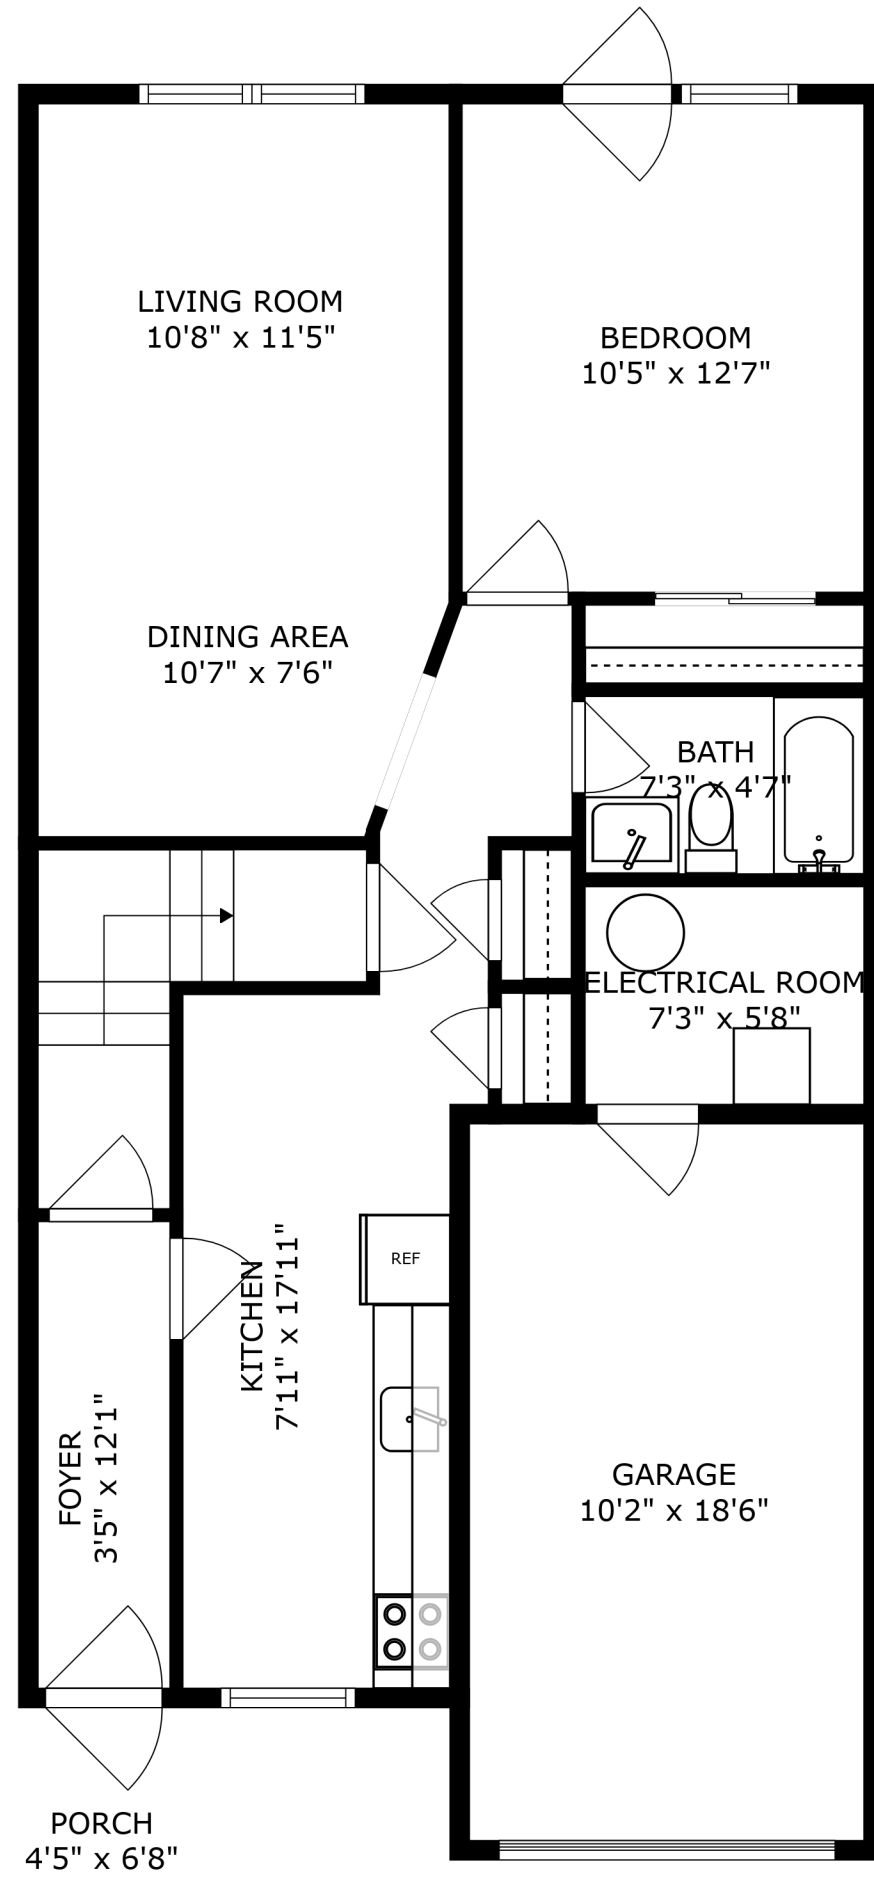 LIVING ROOM
10'8" x 11'5"
BEDROOM
10'5" x 12'7"
DINING AREA
10'7" x 7'6"
BATH
7'3" x 4'7"
ELECTRICAL ROOM
7'3" x 5'8"
REF
KITCHEN
7'11" x 17'11"
FOYER
3'5" x 12'1"
GARAGE
10'2" x 18'6"
PORCH
4'5" x 6'8"